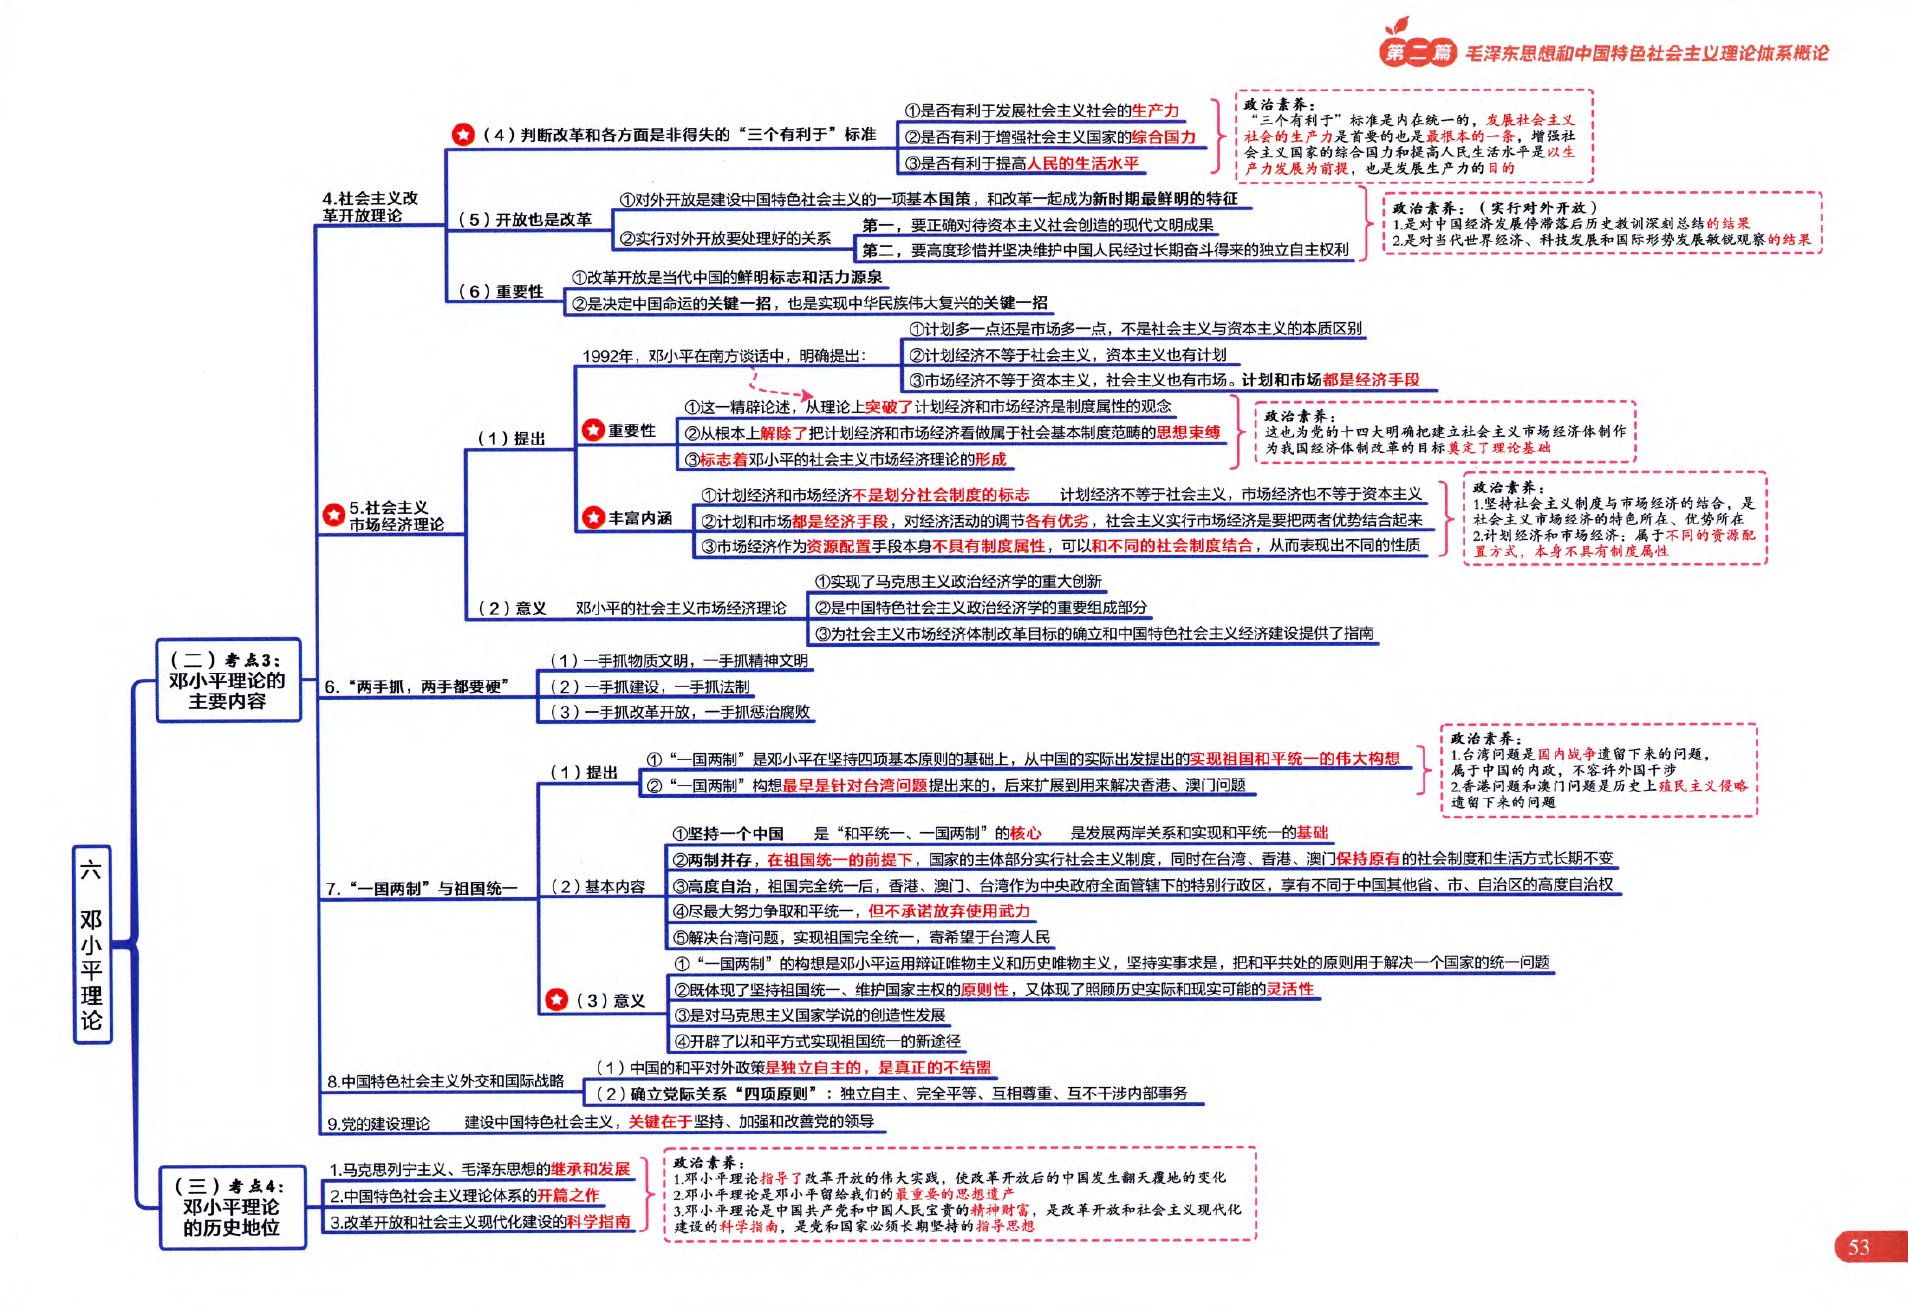 第二篇 毛泽东思想和中国特色社会主义理论体系概论
六 邓小平理论
（二）考点3：
邓小平理论的
主要内容
4.社会主义改
革开放理论
（4）判断改革和各方面是非得失的“三个有利于”标准
①是否有利于发展社会主义社会的生产力
②是否有利于增强社会主义国家的综合国力
③是否有利于提高人民的生活水平
政治素养：
“三个有利于”标准是内在统一的，发展社会主义
社会的生产力是首要的也是最根本的一条，增强社
会主义国家的综合国力和提高人民生活水平是以生
产力发展为前提，也是发展生产力的目的
（5）开放也是改革
①对外开放是建设中国特色社会主义的一项基本国策，和改革一起成为新时期最鲜明的特征
②实行对外开放要处理好的关系
第一，要正确对待资本主义社会创造的现代文明成果
第二，要高度珍惜并坚决维护中国人民经过长期奋斗得来的独立自主权利
政治素养：（实行对外开放）
1.是对中国经济发展停滞落后历史教训深刻总结的结果
2.是对当代世界经济、科技发展和国际形势发展敏锐观察的结果
（6）重要性
①改革开放是当代中国的鲜明标志和活力源泉
②是决定中国命运的关键一招，也是实现中华民族伟大复兴的关键一招
5.社会主义
市场经济理论
（1）提出
1992年，邓小平在南方谈话中，明确提出：
①计划多一点还是市场多一点，不是社会主义与资本主义的本质区别
②计划经济不等于社会主义，资本主义也有计划
③市场经济不等于资本主义，社会主义也有市场。计划和市场都是经济手段
重要性
①这一精辟论述，从理论上突破了计划经济和市场经济是制度属性的观念
②从根本上解除了把计划经济和市场经济看做属于社会基本制度范畴的思想束缚
③标志着邓小平的社会主义市场经济理论的形成
政治素养：
这也为党的十四大明确把建立社会主义市场经济体制作
为我国经济体制改革的目标奠定了理论基础
丰富内涵
①计划经济和市场经济不是划分社会制度的标志 计划经济不等于社会主义，市场经济也不等于资本主义
②计划和市场都是经济手段，对经济活动的调节各有优劣，社会主义实行市场经济是要把两者优势结合起来
③市场经济作为资源配置手段本身不具有制度属性，可以和不同的社会制度结合，从而表现出不同的性质
政治素养：
1.坚持社会主义制度与市场经济的结合，是
社会主义市场经济的特色所在、优势所在
2.计划经济和市场经济：属于不同的资源配
置方式，本身不具有制度属性
（2）意义 邓小平的社会主义市场经济理论
①实现了马克思主义政治经济学的重大创新
②是中国特色社会主义政治经济学的重要组成部分
③为社会主义市场经济体制改革目标的确立和中国特色社会主义经济建设提供了指南
6.“两手抓，两手都要硬”
（1）一手抓物质文明，一手抓精神文明
（2）一手抓建设，一手抓法制
（3）一手抓改革开放，一手抓惩治腐败
7.“一国两制”与祖国统一
（1）提出
①“一国两制”是邓小平在坚持四项基本原则的基础上，从中国的实际出发提出的实现祖国和平统一的伟大构想
②“一国两制”构想最早是针对台湾问题提出来的，后来扩展到用来解决香港、澳门问题
政治素养：
1.台湾问题是国内战争遗留下来的问题，
属于中国的内政，不容许外国干涉
2.香港问题和澳门问题是历史上殖民主义侵略
遗留下来的问题
（2）基本内容
①坚持一个中国 是“和平统一、一国两制”的核心 是发展两岸关系和实现和平统一的基础
②两制并存，在祖国统一的前提下，国家的主体部分实行社会主义制度，同时在台湾、香港、澳门保持原有的社会制度和生活方式长期不变
③高度自治，祖国完全统一后，香港、澳门、台湾作为中央政府全面管辖下的特别行政区，享有不同于中国其他省、市、自治区的高度自治权
④尽最大努力争取和平统一，但不承诺放弃使用武力
⑤解决台湾问题，实现祖国完全统一，寄希望于台湾人民
（3）意义
①“一国两制”的构想是邓小平运用辩证唯物主义和历史唯物主义，坚持实事求是，把和平共处的原则用于解决一个国家的统一问题
②既体现了坚持祖国统一、维护国家主权的原则性，又体现了照顾历史实际和现实可能的灵活性
③是对马克思主义国家学说的创造性发展
④开辟了以和平方式实现祖国统一的新途径
8.中国特色社会主义外交和国际战略
（1）中国的和平对外政策是独立自主的，是真正的不结盟
（2）确立党际关系“四项原则”：独立自主、完全平等、互相尊重、互不干涉内部事务
9.党的建设理论 建设中国特色社会主义，关键在于坚持、加强和改善党的领导
（三）考点4：
邓小平理论
的历史地位
1.马克思列宁主义、毛泽东思想的继承和发展
2.中国特色社会主义理论体系的开篇之作
3.改革开放和社会主义现代化建设的科学指南
政治素养：
1.邓小平理论指导了改革开放的伟大实践，使改革开放后的中国发生翻天覆地的变化
2.邓小平理论是邓小平留给我们的最重要的思想遗产
3.邓小平理论是中国共产党和中国人民宝贵的精神财富，是改革开放和社会主义现代化
建设的科学指南，是党和国家必须长期坚持的指导思想
53